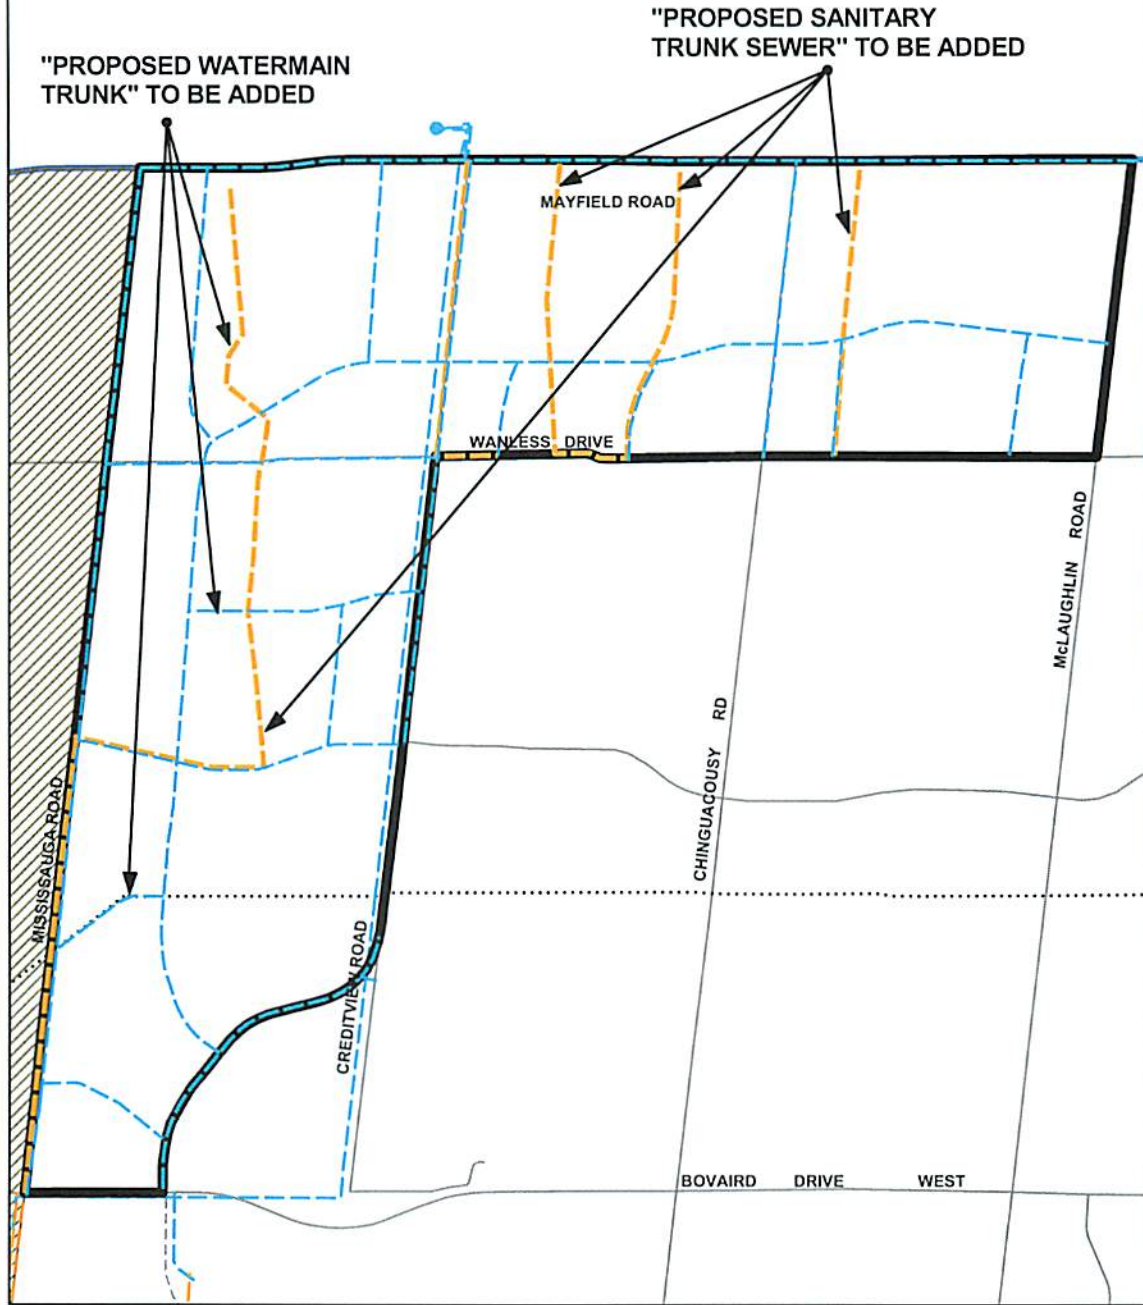 "PROPOSED SANITARY
TRUNK SEWER" TO BE ADDED
"PROPOSED WATERMAIN
TRUNK" TO BE ADDED
MAYFIELD ROAD
WANLESS DRIVE
McLAUGHLIN ROAD
CHINGUACOUSY RD
MISSISSAUGA ROAD
CREDITVIEW ROAD
BOVAIRD DRIVE WEST